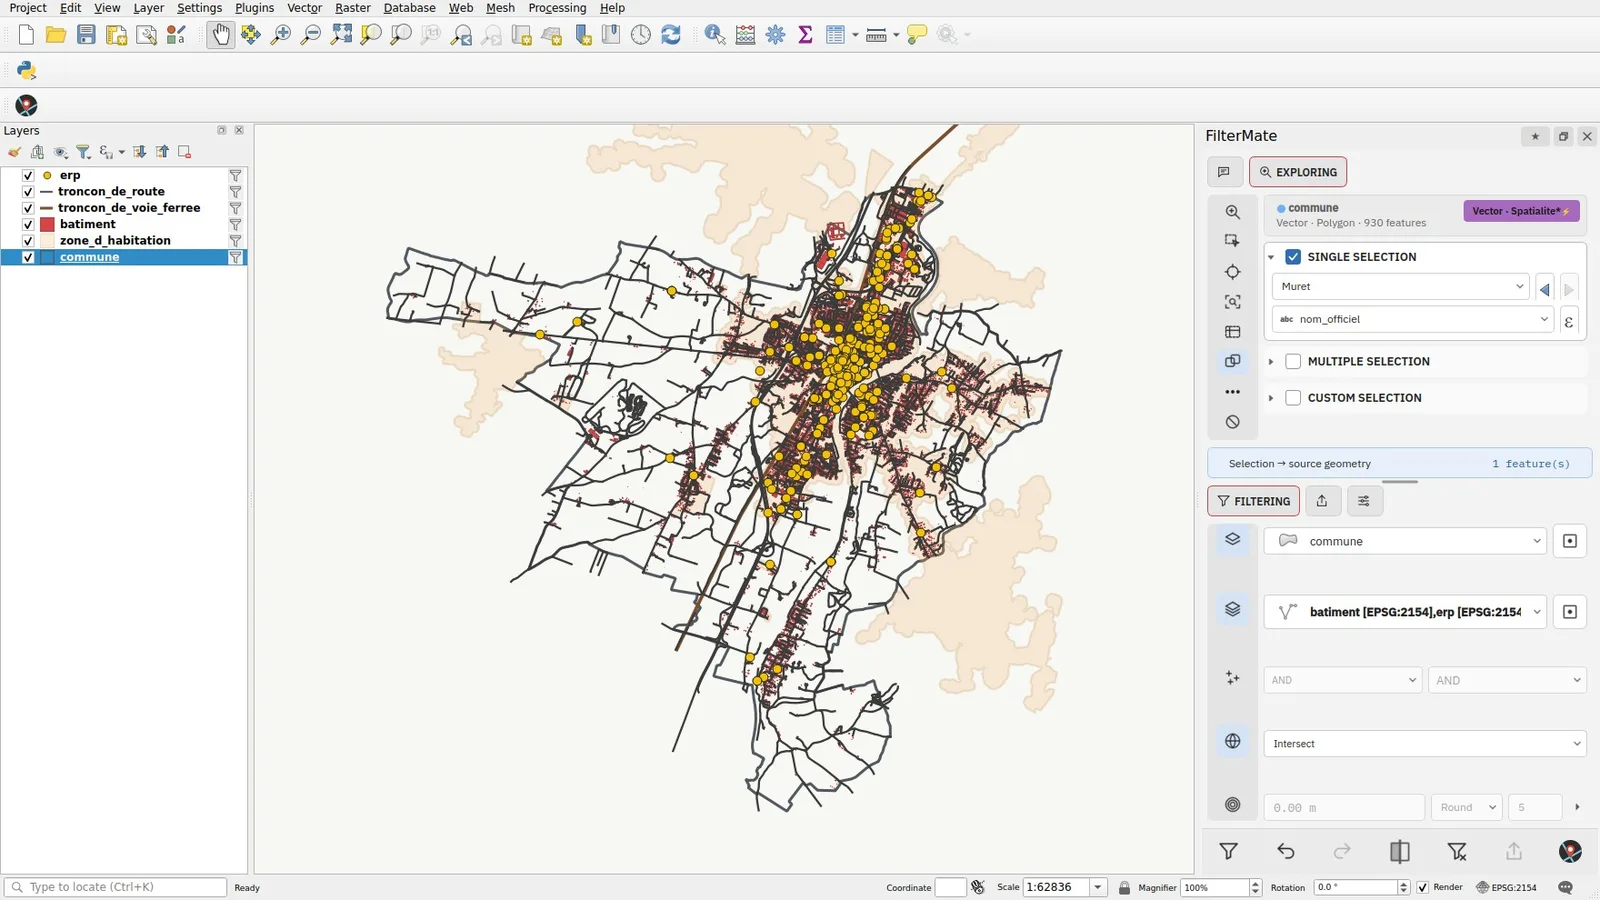 Project Edit View Layer Settings Plugins Vector Raster Database Web Mesh Processing Help
Layers
erp
troncon_de_route
troncon_de_voie_ferree
batiment
zone_d_habitation
commune
FilterMate
EXPLORING
commune
Vector · Polygon · 930 features
Vector · Spatialite*⚡
SINGLE SELECTION
Muret
abc nom_officiel
ε
MULTIPLE SELECTION
CUSTOM SELECTION
Selection → source geometry 1 feature(s)
FILTERING
commune
batiment [EPSG:2154],erp [EPSG:2154
AND AND
Intersect
0.00 m Round 5
Type to locate (Ctrl+K) Ready Coordinate Scale 1:62836 Magnifier 100% Rotation 0.0 ° Render EPSG:2154